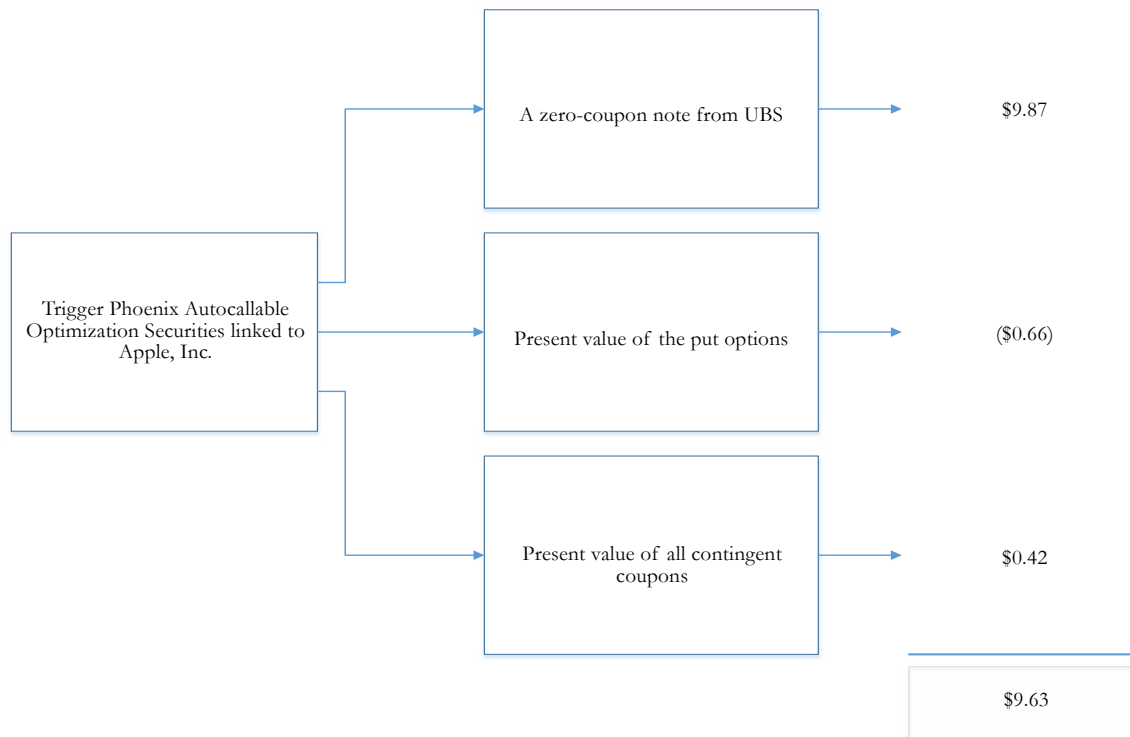 A zero-coupon note from UBS
$9.87
Trigger Phoenix Autocallable
Optimization Securities linked to
Apple, Inc.
Present value of the put options
($0.66)
Present value of all contingent
coupons
$0.42
$9.63